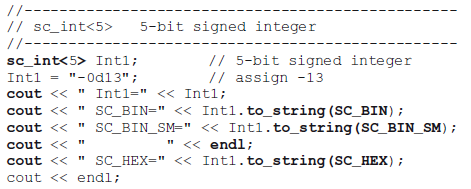 //--------------------------------------------------
// sc_int<5>   5-bit signed integer
//--------------------------------------------------
sc_int<5> Int1;        // 5-bit signed integer
Int1 = "-0d13";        // assign -13
cout << " Int1=" << Int1;
cout << " SC_BIN=" << Int1.to_string(SC_BIN);
cout << " SC_BIN_SM=" << Int1.to_string(SC_BIN_SM);
cout << "          " << endl;
cout << " SC_HEX=" << Int1.to_string(SC_HEX);
cout << endl;